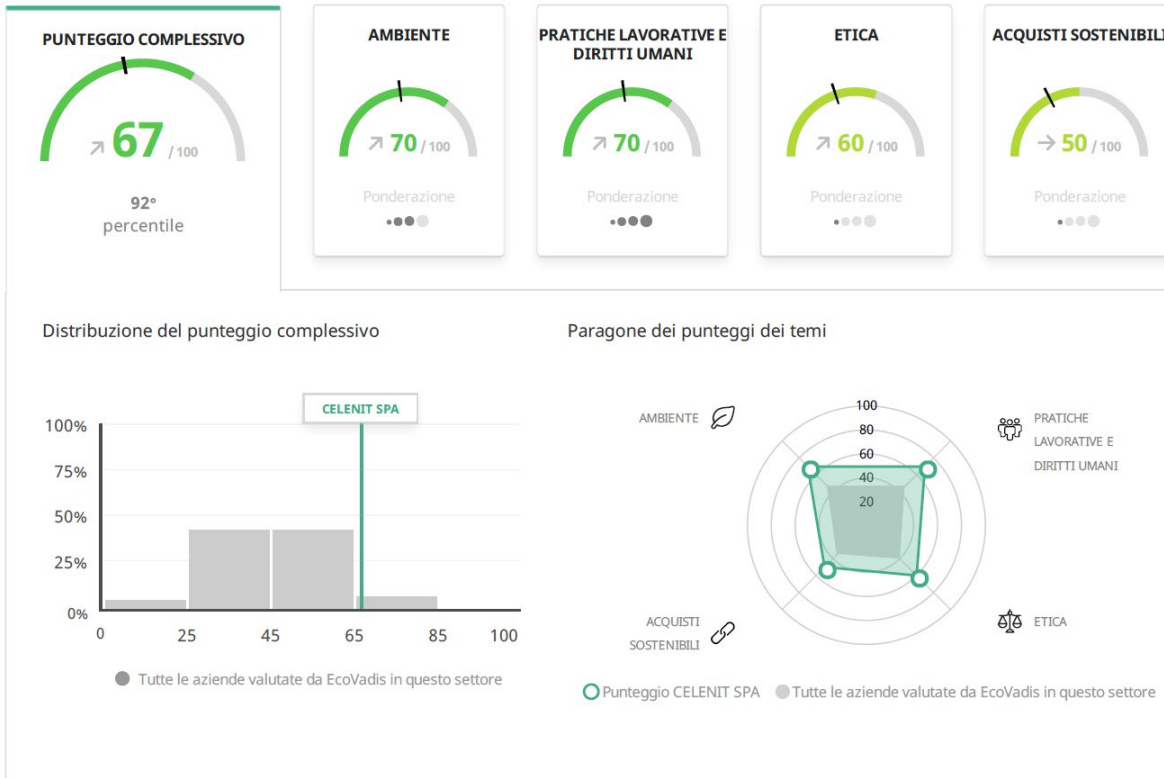 PUNTEGGIO COMPLESSIVO
67 / 100
92°
percentile
AMBIENTE
70 / 100
Ponderazione
PRATICHE LAVORATIVE E
DIRITTI UMANI
70 / 100
Ponderazione
ETICA
60 / 100
Ponderazione
ACQUISTI SOSTENIBILI
50 / 100
Ponderazione
Distribuzione del punteggio complessivo
CELENIT SPA
100%
75%
50%
25%
0%
0 25 45 65 85 100
Tutte le aziende valutate da EcoVadis in questo settore
Paragone dei punteggi dei temi
AMBIENTE
PRATICHE
LAVORATIVE E
DIRITTI UMANI
100
80
60
40
20
ACQUISTI
SOSTENIBILI
ETICA
Punteggio CELENIT SPA Tutte le aziende valutate da EcoVadis in questo settore